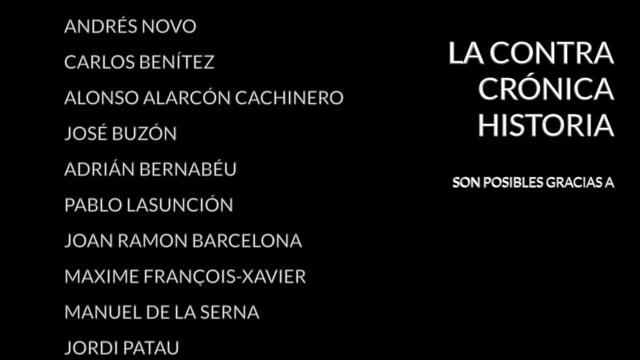 ANDRÉS NOVO
CARLOS BENÍTEZ
ALONSO ALARCÓN CACHINERO
JOSÉ BUZÓN
ADRIÁN BERNABÉU
PABLO LASUNCIÓN
JOAN RAMON BARCELONA
MAXIME FRANÇOIS-XAVIER
MANUEL DE LA SERNA
JORDI PATAU
LA CONTRA
CRÓNICA
HISTORIA
SON POSIBLES GRACIAS A